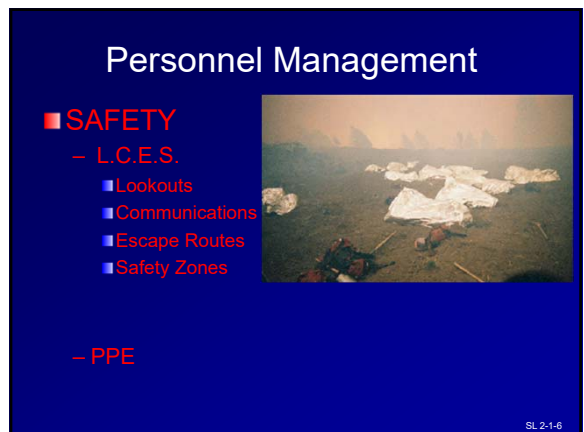 Personnel Management
SAFETY
– L.C.E.S.
Lookouts
Communications
Escape Routes
Safety Zones
– PPE
SL 2-1-6